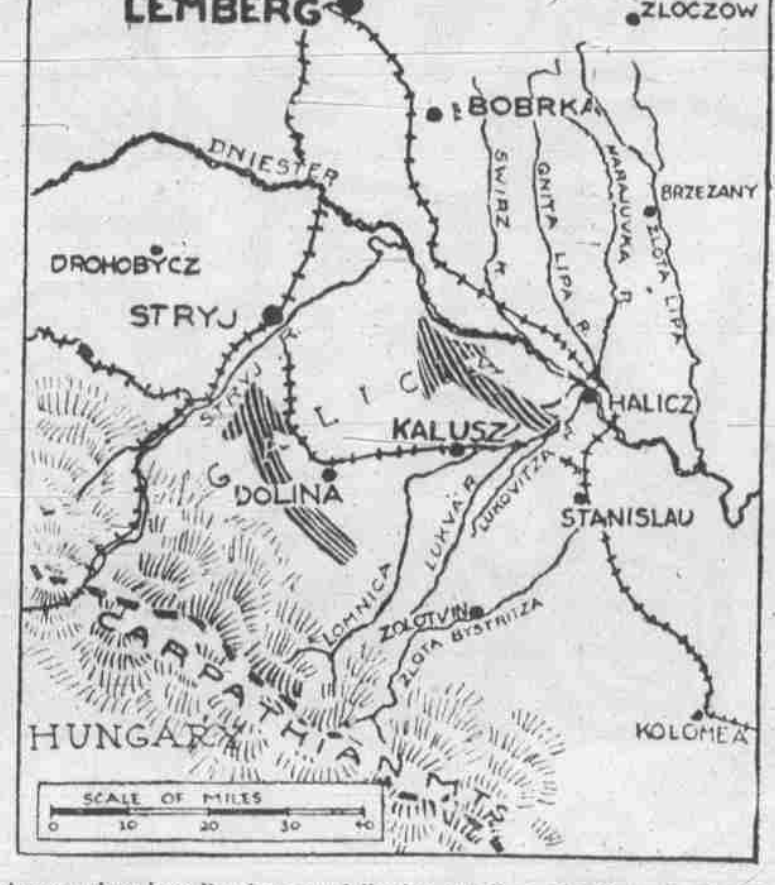 LEMBERG
ZLOCZOW
BOBRKA
DNIESTER
SWIRZ R
GNITA LIPA R.
NARAJUVKA R
BRZEZANY
ZLOTA LIPA
DROHOBYCZ
STRYJ
STRYJ R
GALICIA
HALICZ
KALUSZ
DOLINA
LUKVA R
LUKOVITZA R
STANISLAU
LOMNICA
ZOLOTVIN
ZLOTA BYSTRITZA
CARPATHIAN MTS
HUNGARY
KOLOMEA
SCALE OF MILES
0 10 20 30 40